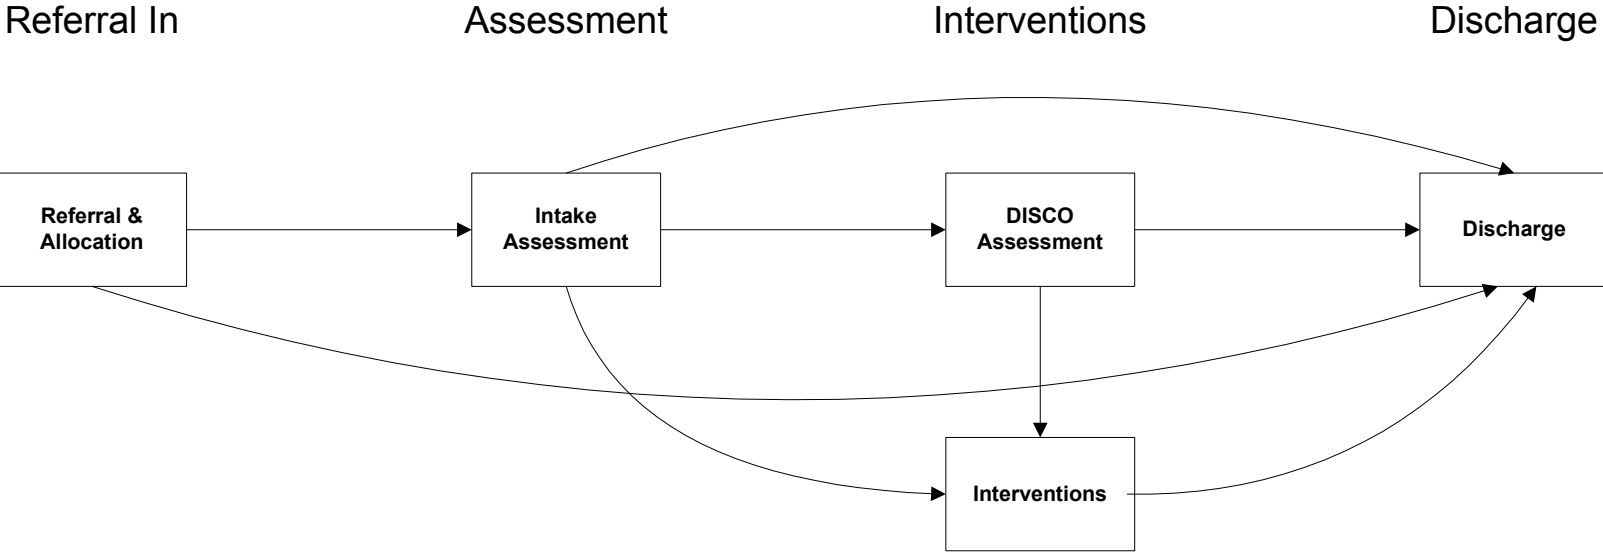 Referral In
Assessment
Interventions
Discharge
Referral &
Allocation
Intake
Assessment
DISCO
Assessment
Discharge
Interventions